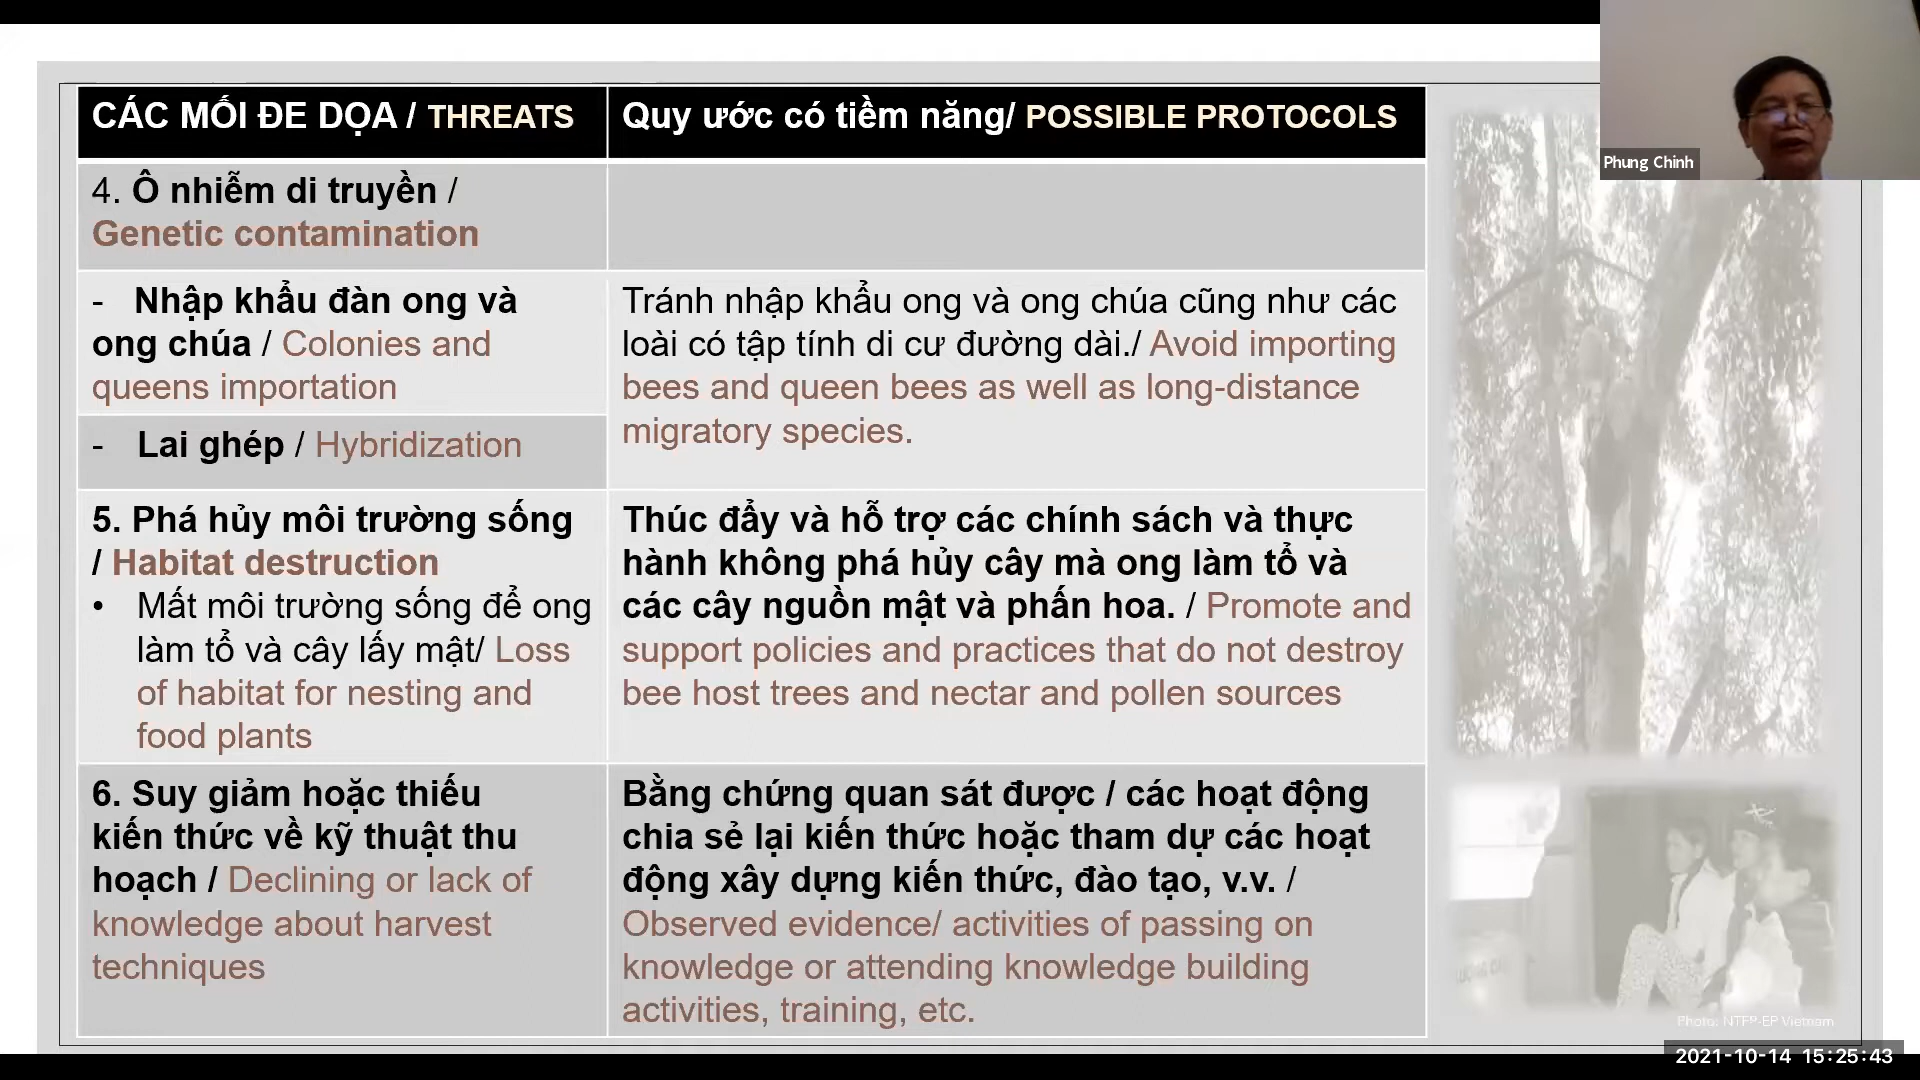 CÁC MỐI ĐE DỌA / THREATS
Quy ước có tiềm năng/ POSSIBLE PROTOCOLS
4. Ô nhiễm di truyền /
Genetic contamination
- Nhập khẩu đàn ong và
ong chúa / Colonies and
queens importation
- Lai ghép / Hybridization
Tránh nhập khẩu ong và ong chúa cũng như các
loài có tập tính di cư đường dài./ Avoid importing
bees and queen bees as well as long-distance
migratory species.
5. Phá hủy môi trường sống
/ Habitat destruction
• Mất môi trường sống để ong
làm tổ và cây lấy mật/ Loss
of habitat for nesting and
food plants
Thúc đẩy và hỗ trợ các chính sách và thực
hành không phá hủy cây mà ong làm tổ và
các cây nguồn mật và phấn hoa. / Promote and
support policies and practices that do not destroy
bee host trees and nectar and pollen sources
6. Suy giảm hoặc thiếu
kiến thức về kỹ thuật thu
hoạch / Declining or lack of
knowledge about harvest
techniques
Bằng chứng quan sát được / các hoạt động
chia sẻ lại kiến thức hoặc tham dự các hoạt
động xây dựng kiến thức, đào tạo, v.v. /
Observed evidence/ activities of passing on
knowledge or attending knowledge building
activities, training, etc.
Phung Chinh
Photo: NTFP-EP Vietnam
2021-10-14 15:25:43